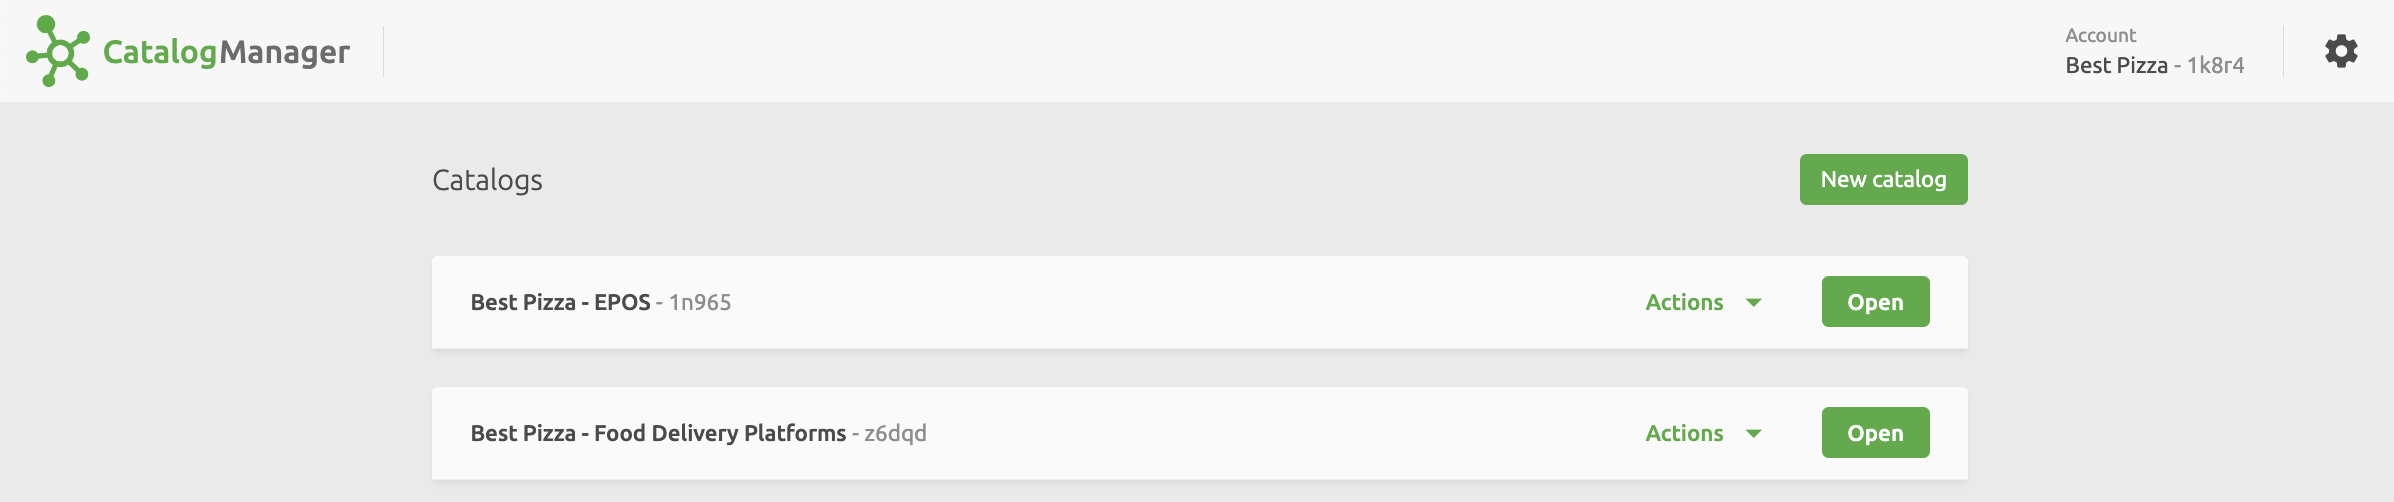 CatalogManager
Account
Best Pizza - 1k8r4
Catalogs
New catalog
Best Pizza - EPOS - 1n965
Actions
Open
Best Pizza - Food Delivery Platforms - z6dqd
Actions
Open